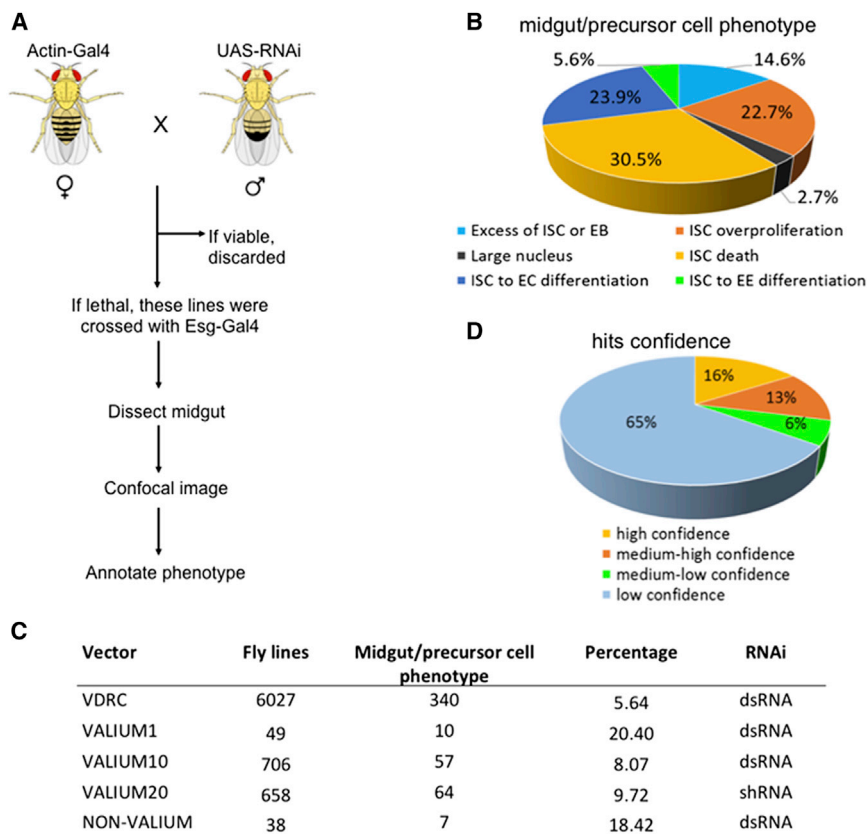 A
Actin-Gal4
UAS-RNAi
X
♀
♂
If viable,
discarded
If lethal, these lines were
crossed with Esg-Gal4
Dissect midgut
Confocal image
Annotate phenotype
B
midgut/precursor cell phenotype
5.6%
14.6%
23.9%
22.7%
30.5%
2.7%
Excess of ISC or EB
ISC overproliferation
Large nucleus
ISC death
ISC to EC differentiation
ISC to EE differentiation
D
hits confidence
16%
13%
6%
65%
high confidence
medium-high confidence
medium-low confidence
low confidence
C
Vector Fly lines Midgut/precursor cell Percentage RNAi
phenotype
VDRC 6027 340 5.64 dsRNA
VALIUM1 49 10 20.40 dsRNA
VALIUM10 706 57 8.07 dsRNA
VALIUM20 658 64 9.72 shRNA
NON-VALIUM 38 7 18.42 dsRNA